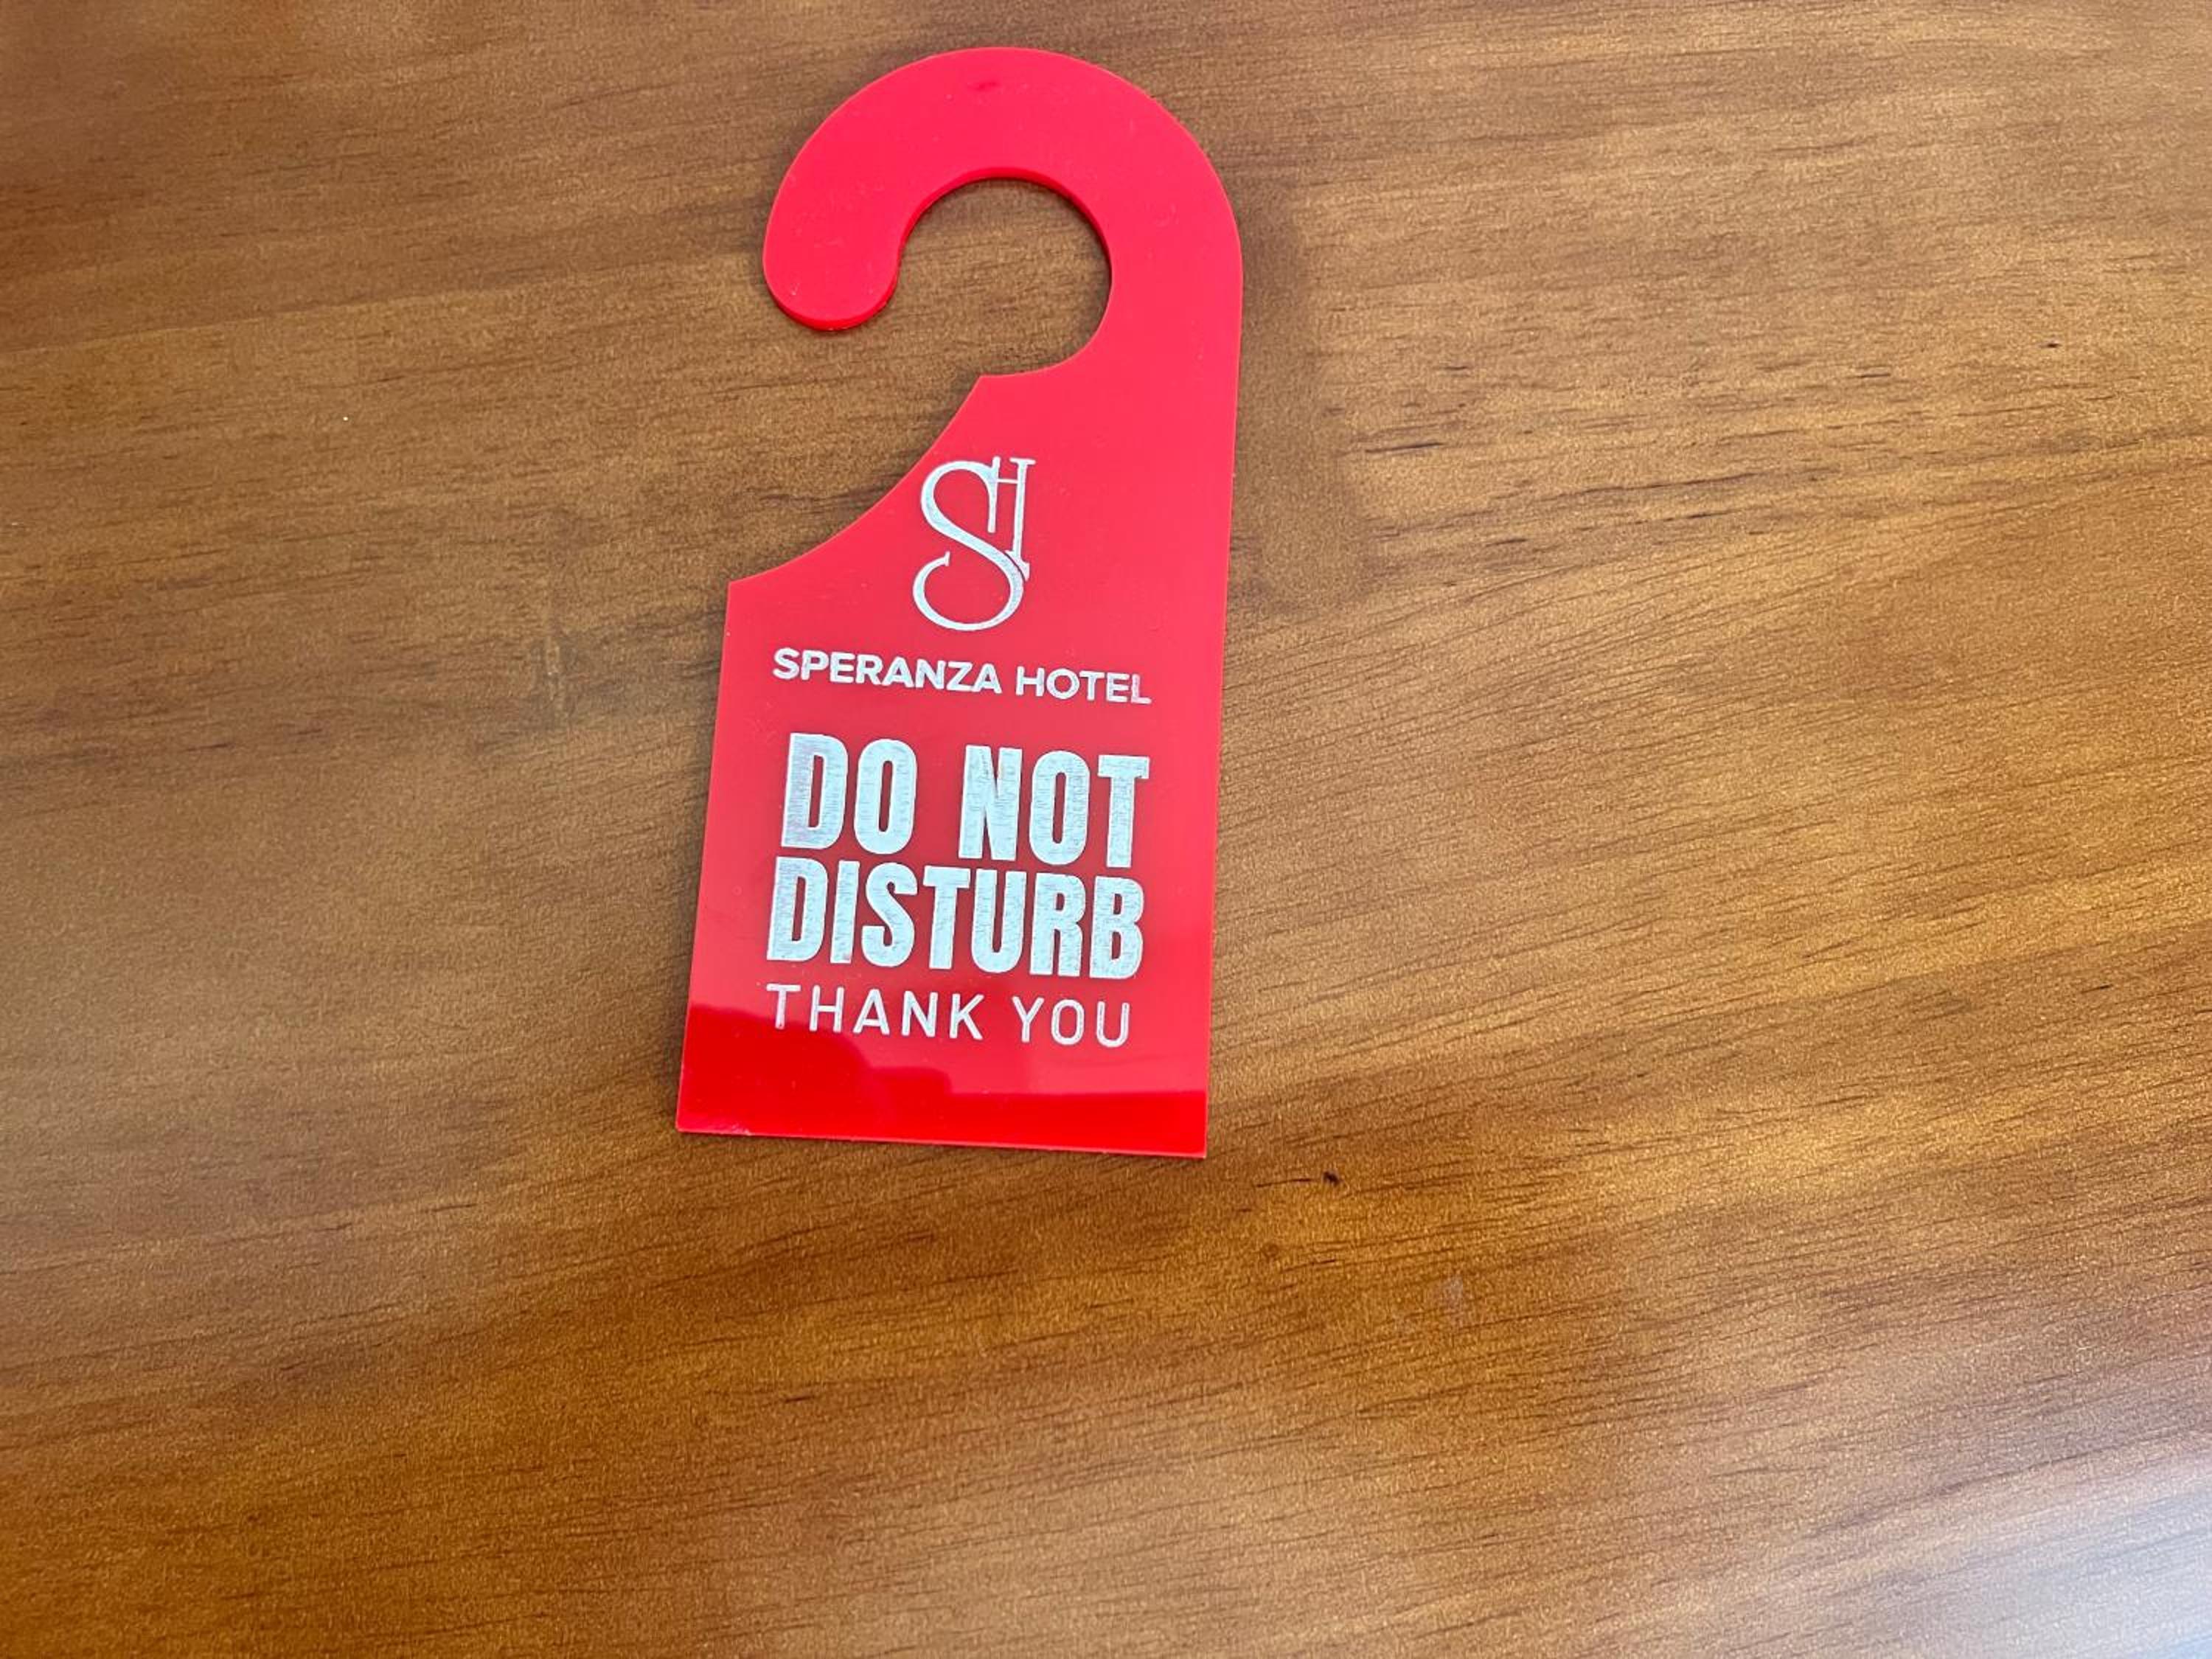 SH
SPERANZA HOTEL
DO NOT
DISTURB
THANK YOU